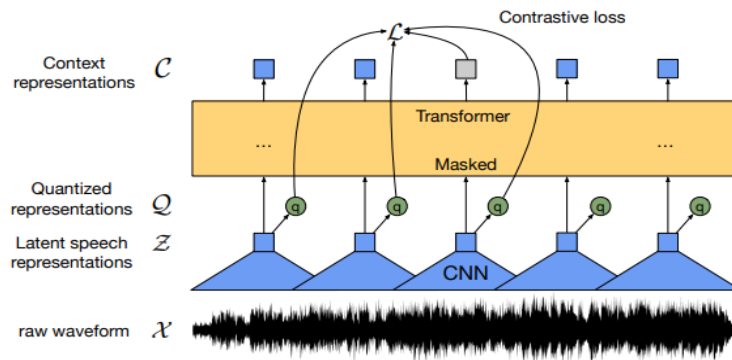 Contrastive loss
ℒ
Context
representations 𝒞
Transformer
... ...
Masked
Quantized
representations 𝒬
q q q q q
Latent speech
representations 𝒵
CNN
raw waveform 𝒳